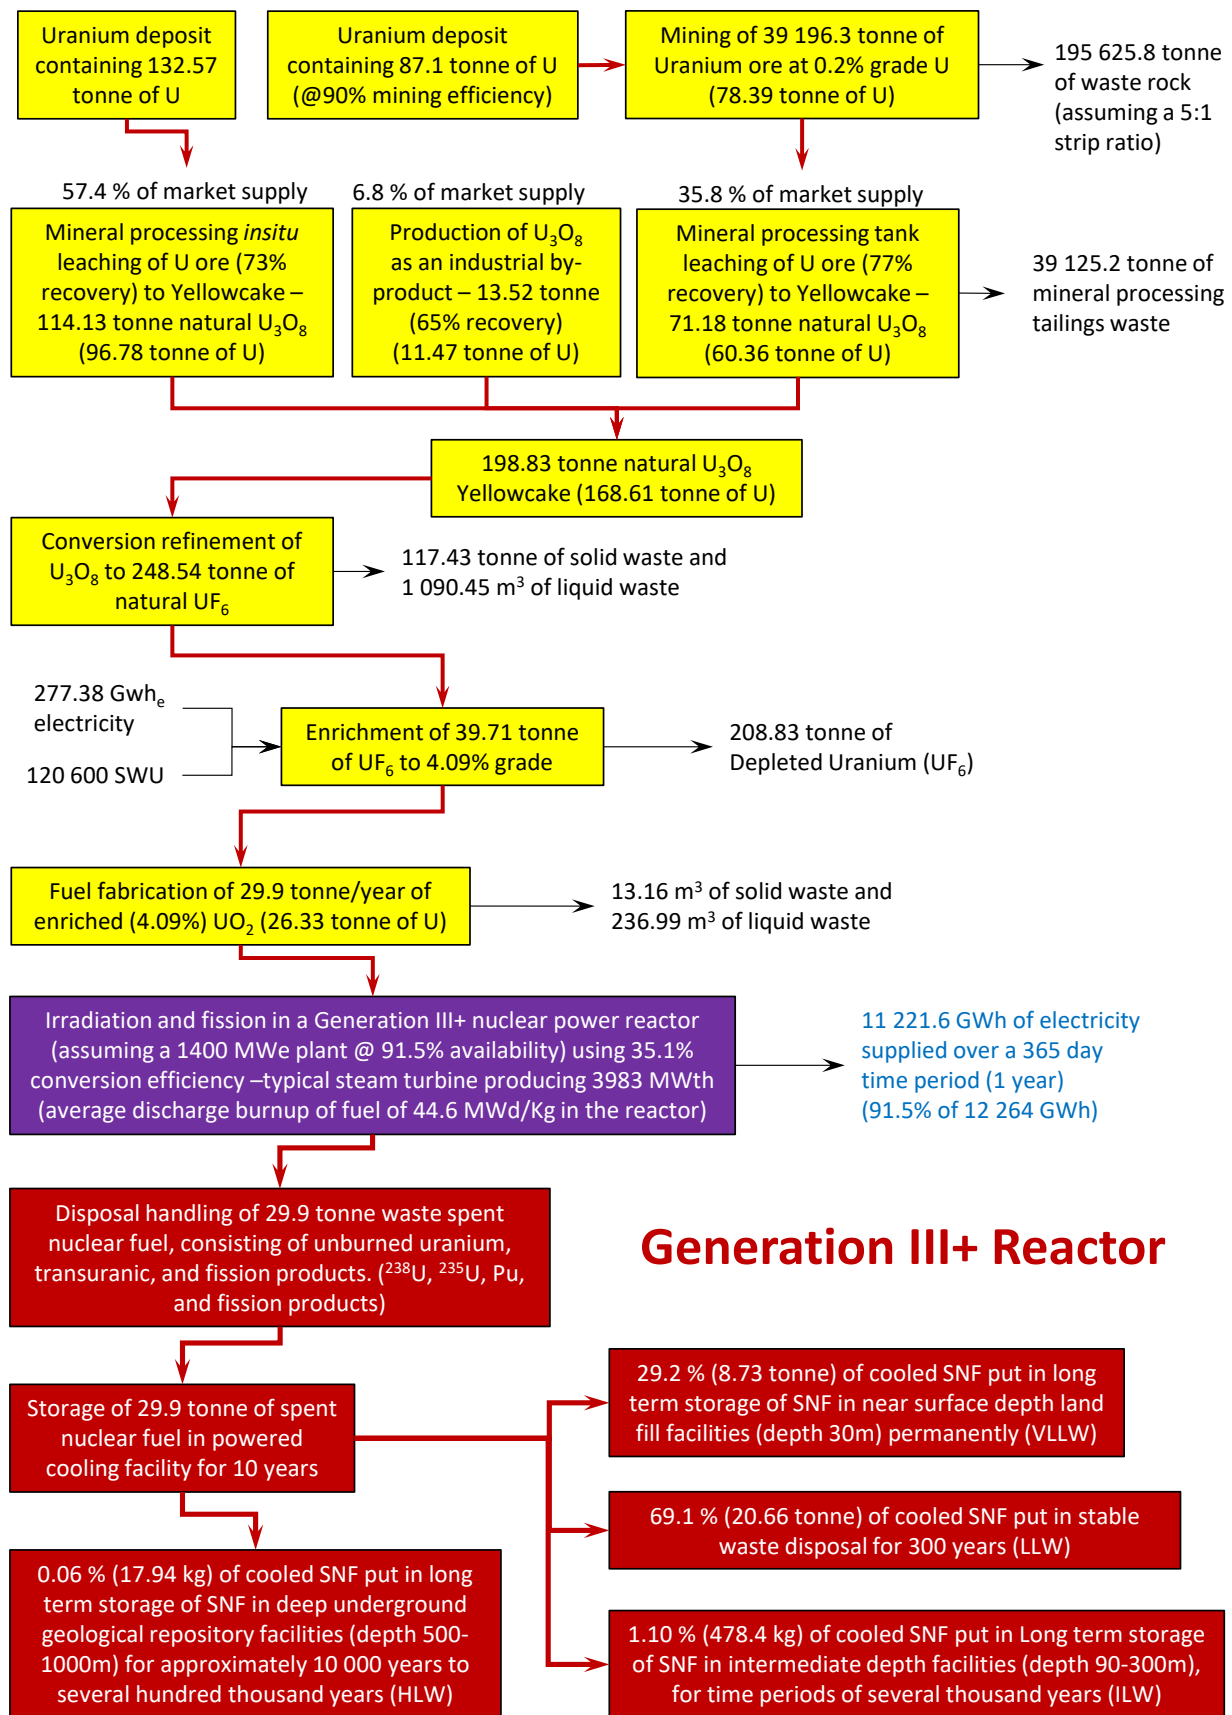 Uranium deposit
containing 132.57
tonne of U
Uranium deposit
containing 87.1 tonne of U
(@90% mining efficiency)
Mining of 39 196.3 tonne of
Uranium ore at 0.2% grade U
(78.39 tonne of U)
195 625.8 tonne
of waste rock
(assuming a 5:1
strip ratio)
57.4 % of market supply
6.8 % of market supply
35.8 % of market supply
Mineral processing insitu
leaching of U ore (73%
recovery) to Yellowcake –
114.13 tonne natural U₃O₈
(96.78 tonne of U)
Production of U₃O₈
as an industrial by-
product – 13.52 tonne
(65% recovery)
(11.47 tonne of U)
Mineral processing tank
leaching of U ore (77%
recovery) to Yellowcake –
71.18 tonne natural U₃O₈
(60.36 tonne of U)
39 125.2 tonne of
mineral processing
tailings waste
198.83 tonne natural U₃O₈
Yellowcake (168.61 tonne of U)
Conversion refinement of
U₃O₈ to 248.54 tonne of
natural UF₆
117.43 tonne of solid waste and
1 090.45 m³ of liquid waste
277.38 Gwhₑ
electricity
120 600 SWU
Enrichment of 39.71 tonne
of UF₆ to 4.09% grade
208.83 tonne of
Depleted Uranium (UF₆)
Fuel fabrication of 29.9 tonne/year of
enriched (4.09%) UO₂ (26.33 tonne of U)
13.16 m³ of solid waste and
236.99 m³ of liquid waste
Irradiation and fission in a Generation III+ nuclear power reactor
(assuming a 1400 MWe plant @ 91.5% availability) using 35.1%
conversion efficiency –typical steam turbine producing 3983 MWth
(average discharge burnup of fuel of 44.6 MWd/Kg in the reactor)
11 221.6 GWh of electricity
supplied over a 365 day
time period (1 year)
(91.5% of 12 264 GWh)
Disposal handling of 29.9 tonne waste spent
nuclear fuel, consisting of unburned uranium,
transuranic, and fission products. (²³⁸U, ²³⁵U, Pu,
and fission products)
Generation III+ Reactor
Storage of 29.9 tonne of spent
nuclear fuel in powered
cooling facility for 10 years
29.2 % (8.73 tonne) of cooled SNF put in long
term storage of SNF in near surface depth land
fill facilities (depth 30m) permanently (VLLW)
69.1 % (20.66 tonne) of cooled SNF put in stable
waste disposal for 300 years (LLW)
0.06 % (17.94 kg) of cooled SNF put in long
term storage of SNF in deep underground
geological repository facilities (depth 500-
1000m) for approximately 10 000 years to
several hundred thousand years (HLW)
1.10 % (478.4 kg) of cooled SNF put in Long term storage
of SNF in intermediate depth facilities (depth 90-300m),
for time periods of several thousand years (ILW)